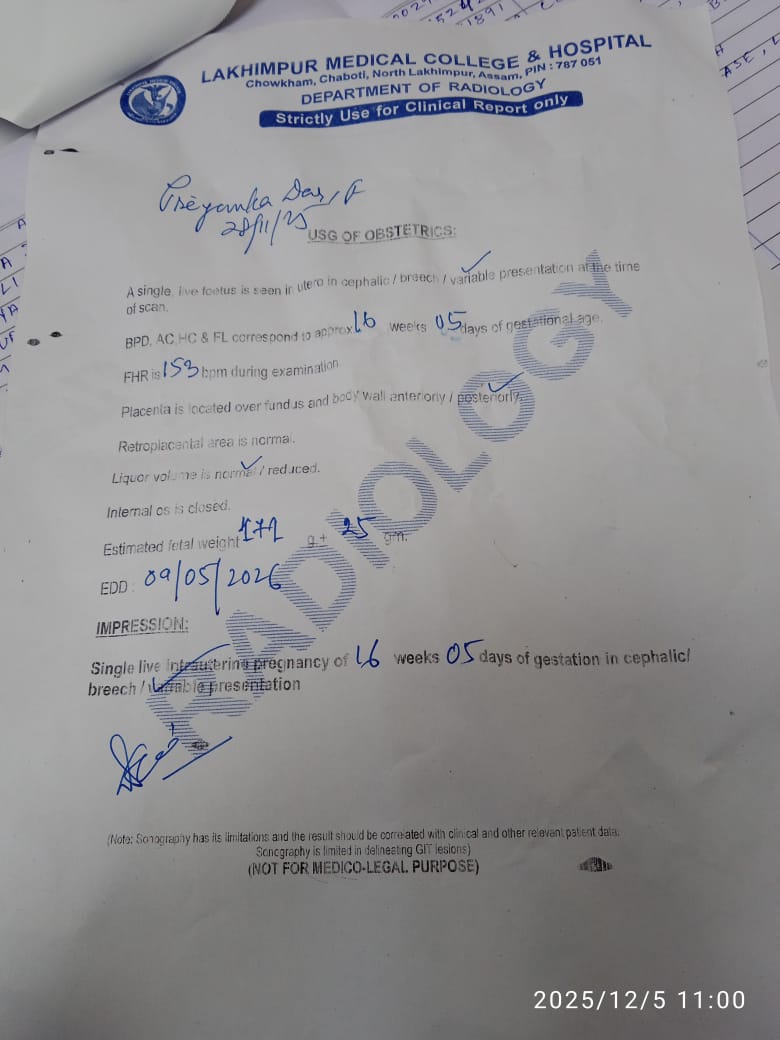 LAKHIMPUR MEDICAL COLLEGE & HOSPITAL
Chowkham, Chaboti, North Lakhimpur, Assam, PIN : 787 051
DEPARTMENT OF RADIOLOGY
Strictly Use for Clinical Report only
Priyanka Das, F
28/11/25
USG OF OBSTETRICS:
A single, live foetus is seen in utero in cephalic / breech / variable presentation at the time
of scan.
BPD, AC,HC & FL correspond to approx 16 weeks 05 days of gestational age.
FHR is 153 bpm during examination.
Placenta is located over fundus and body wall anteriorly / posteriorly.
Retroplacental area is normal.
Liquor volume is normal / reduced.
Internal os is closed.
Estimated fetal weight 171 g + 25 gm.
EDD : 09/05/2026
IMPRESSION:
Single live intrauterine pregnancy of 16 weeks 05 days of gestation in cephalic/
breech / variable presentation
RADIOLOGY
(Note: Sonography has its limitations and the result should be correlated with clinical and other relevant patient data.
Sonography is limited in delineating GIT lesions)
(NOT FOR MEDICO-LEGAL PURPOSE)
2025/12/5 11:00